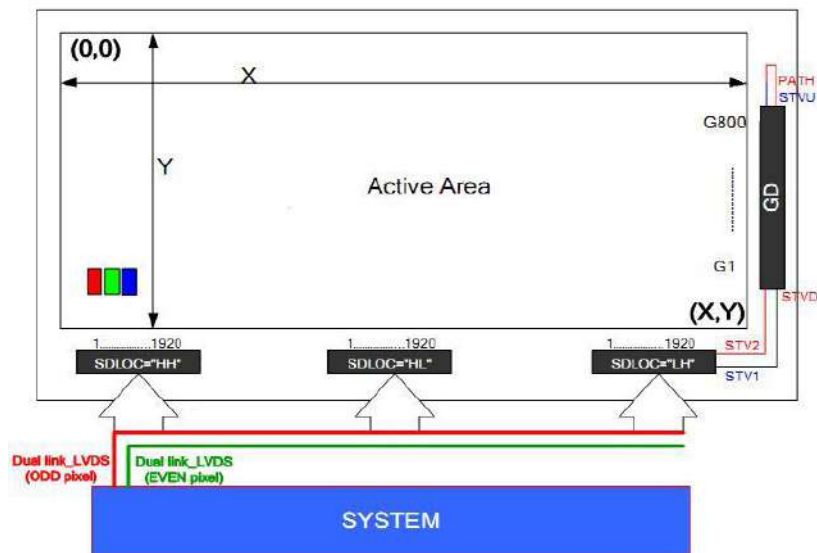 (0,0)
X
PATH
STVU
G800
Y
Active Area
GD
G1
STVD
(X,Y)
1................1920
1................1920
1................1920
STV2
SDLOC="HH"
SDLOC="HL"
SDLOC="LH"
STV1
Dual link_LVDS
(ODD pixel)
Dual link_LVDS
(EVEN pixel)
SYSTEM